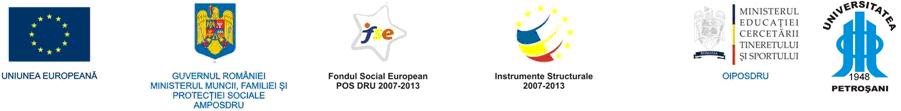 UNIUNEA EUROPEANĂ
GUVERNUL ROMÂNIEI
MINISTERUL MUNCII, FAMILIEI ȘI
PROTECȚIEI SOCIALE
AMPOSDRU
fse
Fondul Social European
POS DRU 2007-2013
Instrumente Structurale
2007-2013
MINISTERUL
EDUCAȚIEI
CERCETĂRII
TINERETULUI
ȘI SPORTULUI
ROMÂNIA
OIPOSDRU
UNIVERSITATEA
1948
PETROȘANI